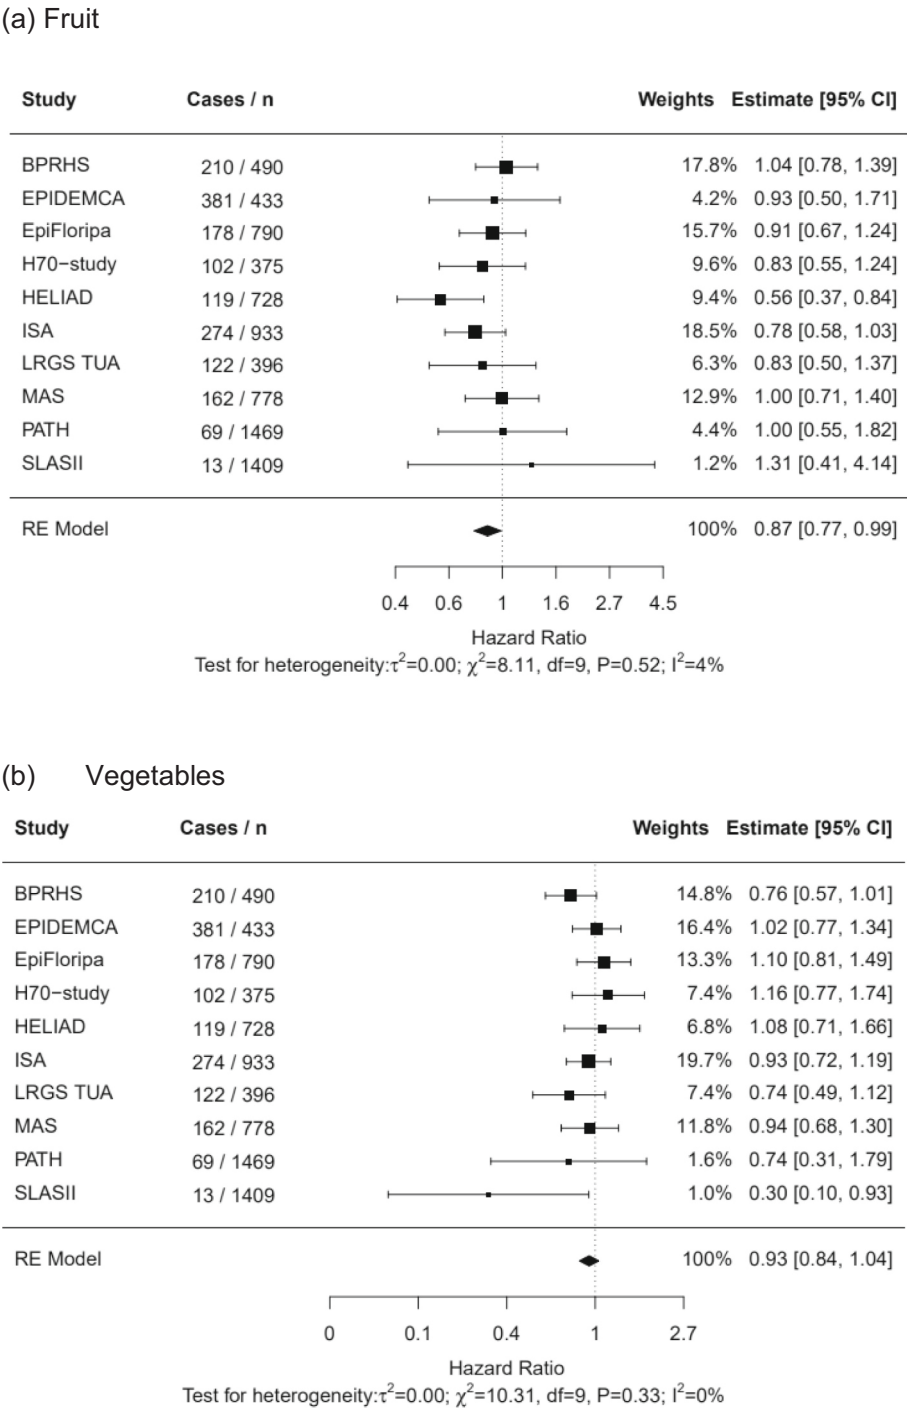 (a) Fruit
Study Cases / n Weights Estimate [95% CI]
BPRHS 210 / 490 17.8% 1.04 [0.78, 1.39]
EPIDEMCA 381 / 433 4.2% 0.93 [0.50, 1.71]
EpiFloripa 178 / 790 15.7% 0.91 [0.67, 1.24]
H70−study 102 / 375 9.6% 0.83 [0.55, 1.24]
HELIAD 119 / 728 9.4% 0.56 [0.37, 0.84]
ISA 274 / 933 18.5% 0.78 [0.58, 1.03]
LRGS TUA 122 / 396 6.3% 0.83 [0.50, 1.37]
MAS 162 / 778 12.9% 1.00 [0.71, 1.40]
PATH 69 / 1469 4.4% 1.00 [0.55, 1.82]
SLASII 13 / 1409 1.2% 1.31 [0.41, 4.14]
RE Model 100% 0.87 [0.77, 0.99]
0.4 0.6 1 1.6 2.7 4.5
Hazard Ratio
Test for heterogeneity:τ²=0.00; χ²=8.11, df=9, P=0.52; I²=4%
(b) Vegetables
Study Cases / n Weights Estimate [95% CI]
BPRHS 210 / 490 14.8% 0.76 [0.57, 1.01]
EPIDEMCA 381 / 433 16.4% 1.02 [0.77, 1.34]
EpiFloripa 178 / 790 13.3% 1.10 [0.81, 1.49]
H70−study 102 / 375 7.4% 1.16 [0.77, 1.74]
HELIAD 119 / 728 6.8% 1.08 [0.71, 1.66]
ISA 274 / 933 19.7% 0.93 [0.72, 1.19]
LRGS TUA 122 / 396 7.4% 0.74 [0.49, 1.12]
MAS 162 / 778 11.8% 0.94 [0.68, 1.30]
PATH 69 / 1469 1.6% 0.74 [0.31, 1.79]
SLASII 13 / 1409 1.0% 0.30 [0.10, 0.93]
RE Model 100% 0.93 [0.84, 1.04]
0 0.1 0.4 1 2.7
Hazard Ratio
Test for heterogeneity:τ²=0.00; χ²=10.31, df=9, P=0.33; I²=0%